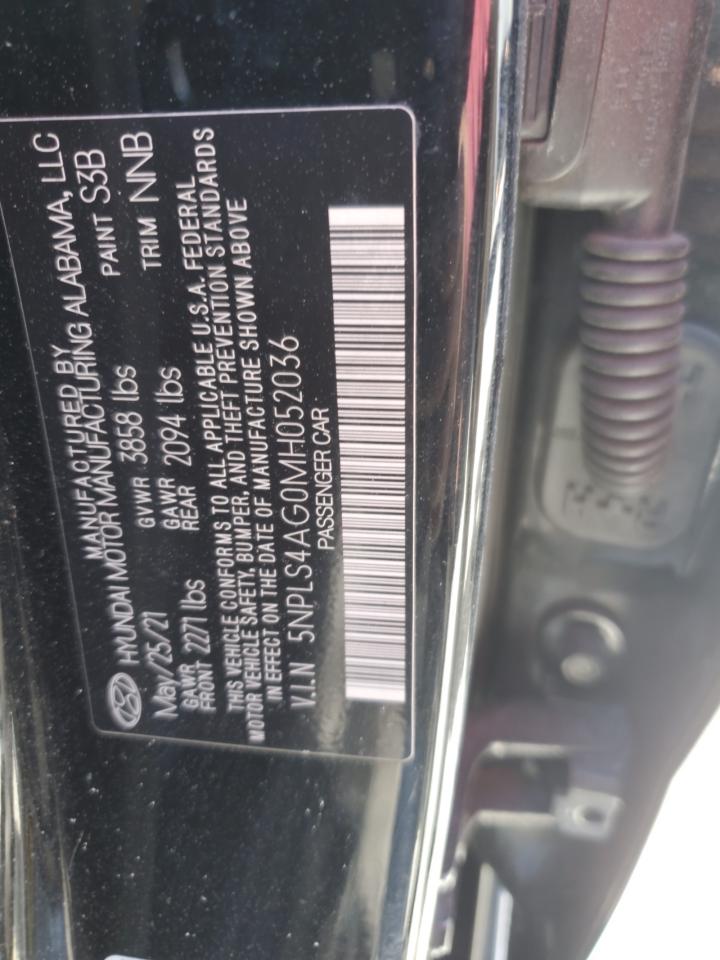 MANUFACTURED BY
HYUNDAI MOTOR MANUFACTURING ALABAMA, LLC
May/25/21 GVWR 3858 lbs PAINT S3B
GAWR FRONT 2271 lbs GAWR REAR 2094 lbs TRIM NNB
THIS VEHICLE CONFORMS TO ALL APPLICABLE U.S.A. FEDERAL
MOTOR VEHICLE SAFETY, BUMPER, AND THEFT PREVENTION STANDARDS
IN EFFECT ON THE DATE OF MANUFACTURE SHOWN ABOVE
V.I.N 5NPLS4AG0MH052036
PASSENGER CAR